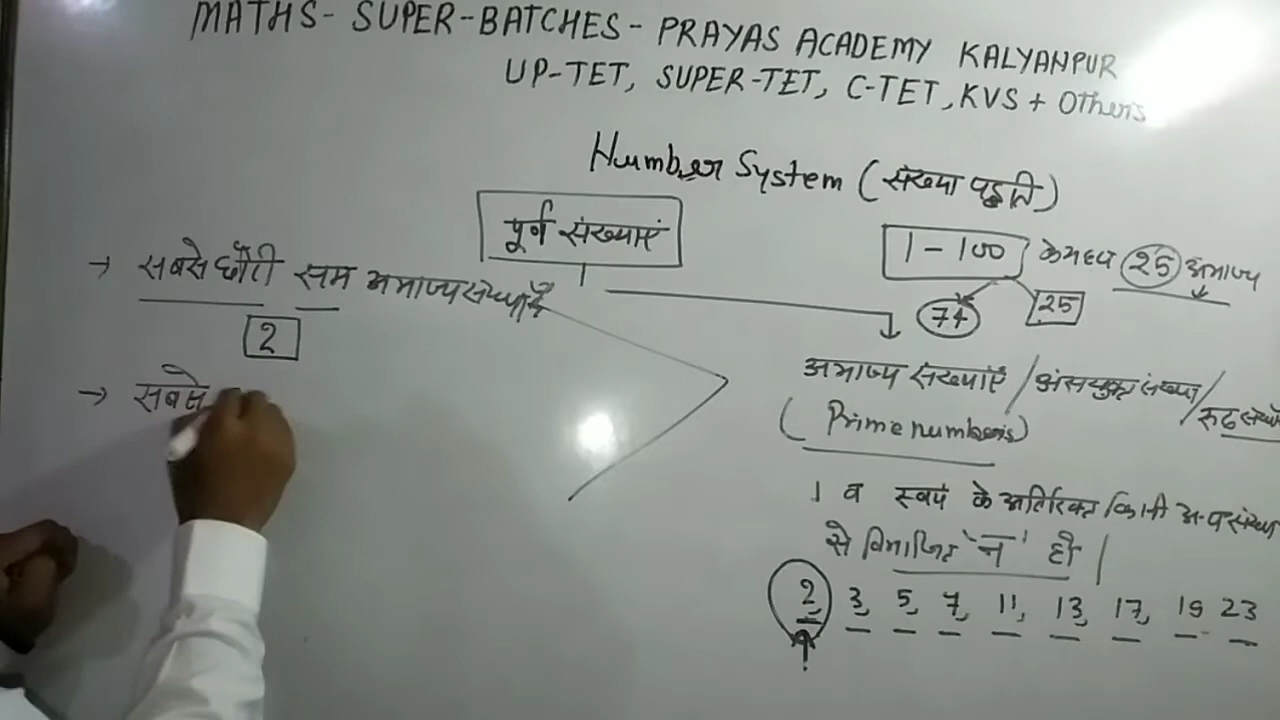 MATHS- SUPER-BATCHES- PRAYAS ACADEMY KALYANPUR
UP-TET, SUPER-TET, C-TET, KVS + Others
Number System (संख्या पद्धति)
पूर्ण संख्याएं
→ सबसे छोटी सम अभाज्य संख्याएँ
2
→ सबसे
1-100 के मध्य 25 अभाज्य
74 25
अभाज्य संख्याएँ / अंसयुक्त संख्या / रूढ़ संख्याएँ
(Prime numbers)
1 व स्वयं के अतिरिक्त किसी अन्य संख्या
से विभाजित 'न' हो |
2, 3, 5, 7, 11, 13, 17, 19 23